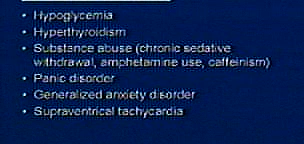 • Hypoglycemia
• Hyperthyroidism
• Substance abuse (chronic sedative
withdrawal, amphetamine use, caffeinism)
• Panic disorder
• Generalized anxiety disorder
• Supraventrical tachycardia